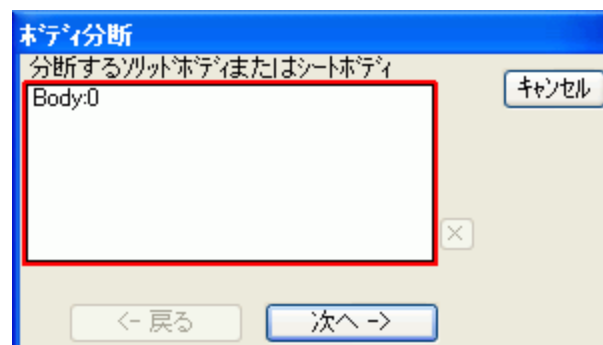 ﾎﾞﾃﾞｨ分断
分断するｿﾘｯﾄﾞﾎﾞﾃﾞｨまたはｼｰﾄﾎﾞﾃﾞｨ
Body:0
ｷｬﾝｾﾙ
<- 戻る
次へ ->